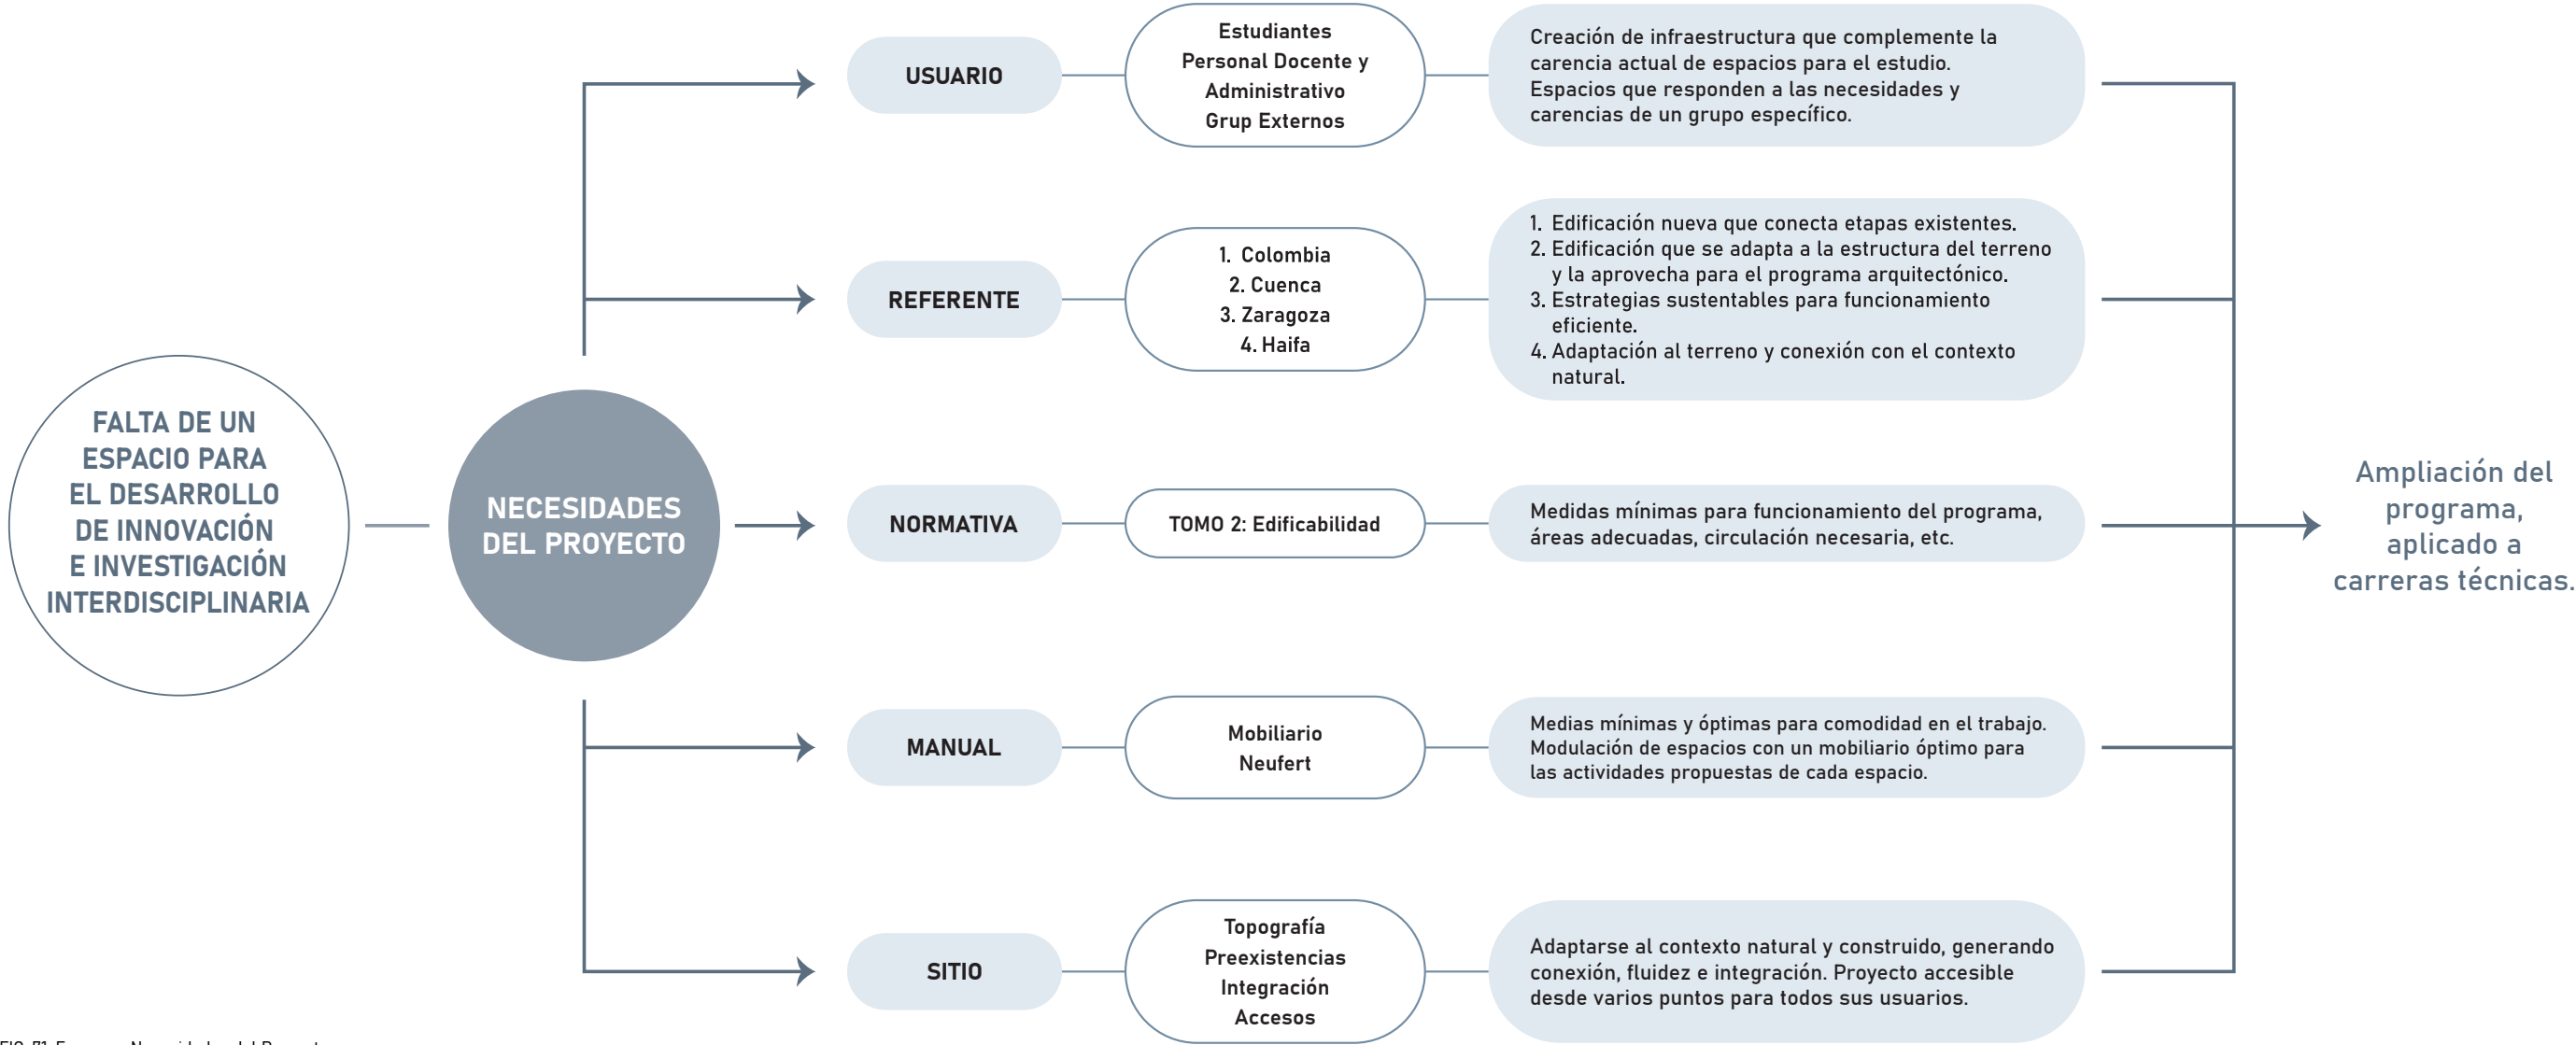 FALTA DE UN
ESPACIO PARA
EL DESARROLLO
DE INNOVACIÓN
E INVESTIGACIÓN
INTERDISCIPLINARIA
NECESIDADES
DEL PROYECTO
USUARIO
Estudiantes
Personal Docente y
Administrativo
Grup Externos
Creación de infraestructura que complemente la
carencia actual de espacios para el estudio.
Espacios que responden a las necesidades y
carencias de un grupo específico.
REFERENTE
1. Colombia
2. Cuenca
3. Zaragoza
4. Haifa
1. Edificación nueva que conecta etapas existentes.
2. Edificación que se adapta a la estructura del terreno
y la aprovecha para el programa arquitectónico.
3. Estrategias sustentables para funcionamiento
eficiente.
4. Adaptación al terreno y conexión con el contexto
natural.
NORMATIVA
TOMO 2: Edificabilidad
Medidas mínimas para funcionamiento del programa,
áreas adecuadas, circulación necesaria, etc.
MANUAL
Mobiliario
Neufert
Medias mínimas y óptimas para comodidad en el trabajo.
Modulación de espacios con un mobiliario óptimo para
las actividades propuestas de cada espacio.
SITIO
Topografía
Preexistencias
Integración
Accesos
Adaptarse al contexto natural y construido, generando
conexión, fluidez e integración. Proyecto accesible
desde varios puntos para todos sus usuarios.
Ampliación del
programa,
aplicado a
carreras técnicas.